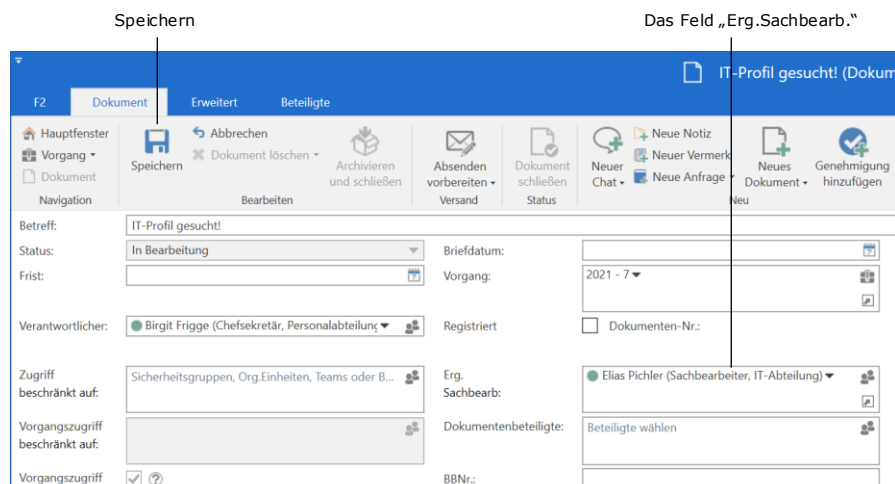 Speichern
Das Feld „Erg.Sachbearb.“
IT-Profil gesucht! (Dokum
F2 Dokument Erweitert Beteiligte
Hauptfenster
Vorgang
Dokument
Navigation
Speichern
Abbrechen
Dokument löschen
Archivieren
und schließen
Bearbeiten
Absenden
vorbereiten
Versand
Dokument
schließen
Status
Neuer
Chat
Neue Notiz
Neuer Vermerk
Neue Anfrage
Neues
Dokument
Genehmigung
hinzufügen
Neu
Betreff: IT-Profil gesucht!
Status: In Bearbeitung
Briefdatum:
Frist:
Vorgang: 2021 - 7
Verantwortlicher: Birgit Frigge (Chefsekretär, Personalabteilung
Registriert Dokumenten-Nr.:
Zugriff
beschränkt auf:
Sicherheitsgruppen, Org.Einheiten, Teams oder B...
Erg.
Sachbearb:
Elias Pichler (Sachbearbeiter, IT-Abteilung)
Vorgangszugriff
beschränkt auf:
Dokumentenbeteiligte: Beteiligte wählen
Vorgangszugriff
BBNr.: